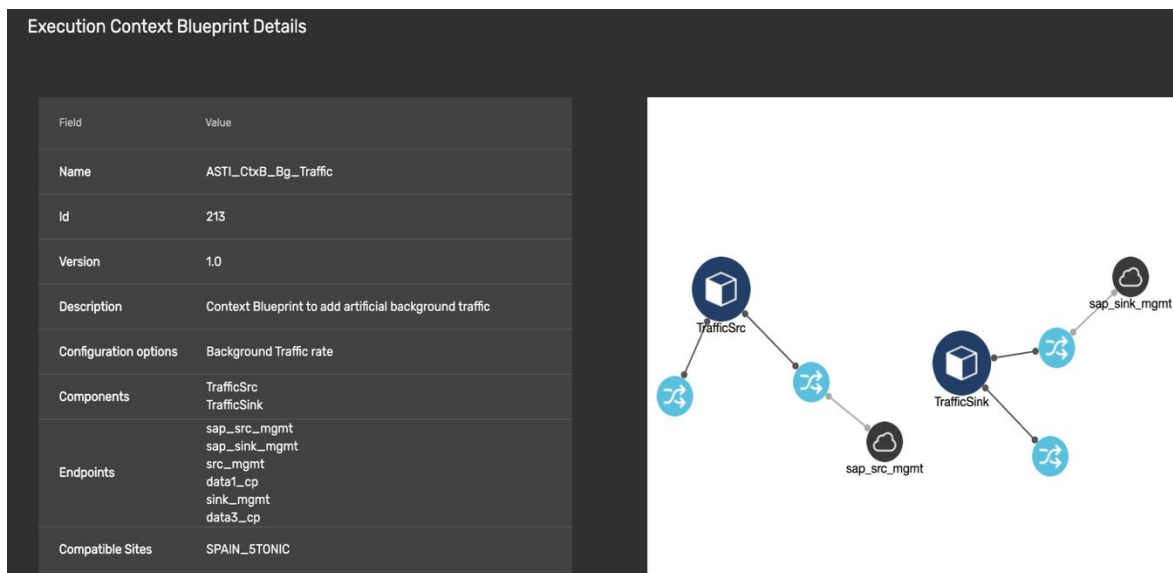 Execution Context Blueprint Details
Field Value
Name ASTI_CtxB_Bg_Traffic
Id 213
Version 1.0
Description Context Blueprint to add artificial background traffic
Configuration options Background Traffic rate
Components TrafficSrc
TrafficSink
Endpoints sap_src_mgmt
sap_sink_mgmt
src_mgmt
data1_cp
sink_mgmt
data3_cp
Compatible Sites SPAIN_5TONIC
TrafficSrc
sap_src_mgmt
sap_sink_mgmt
TrafficSink